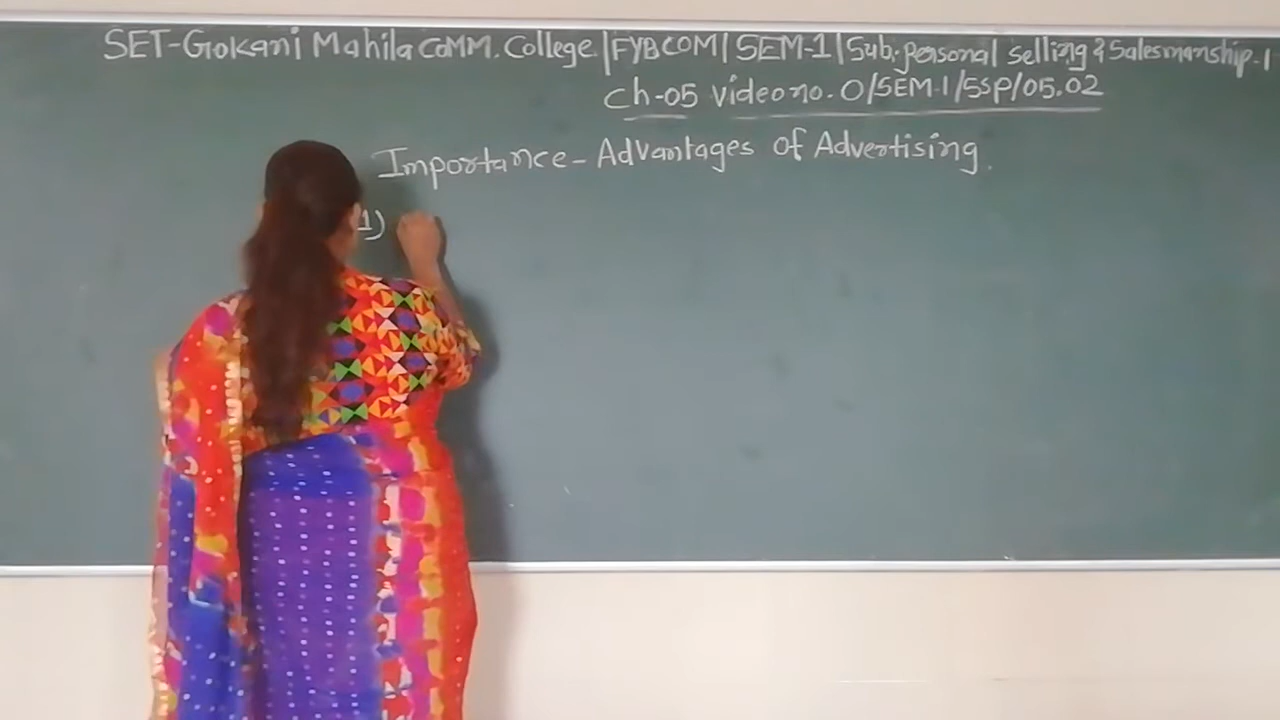 SET-Gokani Mahila COMM. College | FYBCOM | SEM-1 | Sub. Personal Selling & Salesmanship.1
Ch-05 video no. O/SEM-1/SSP/05.02
Importance - Advantages of Advertising.
1)